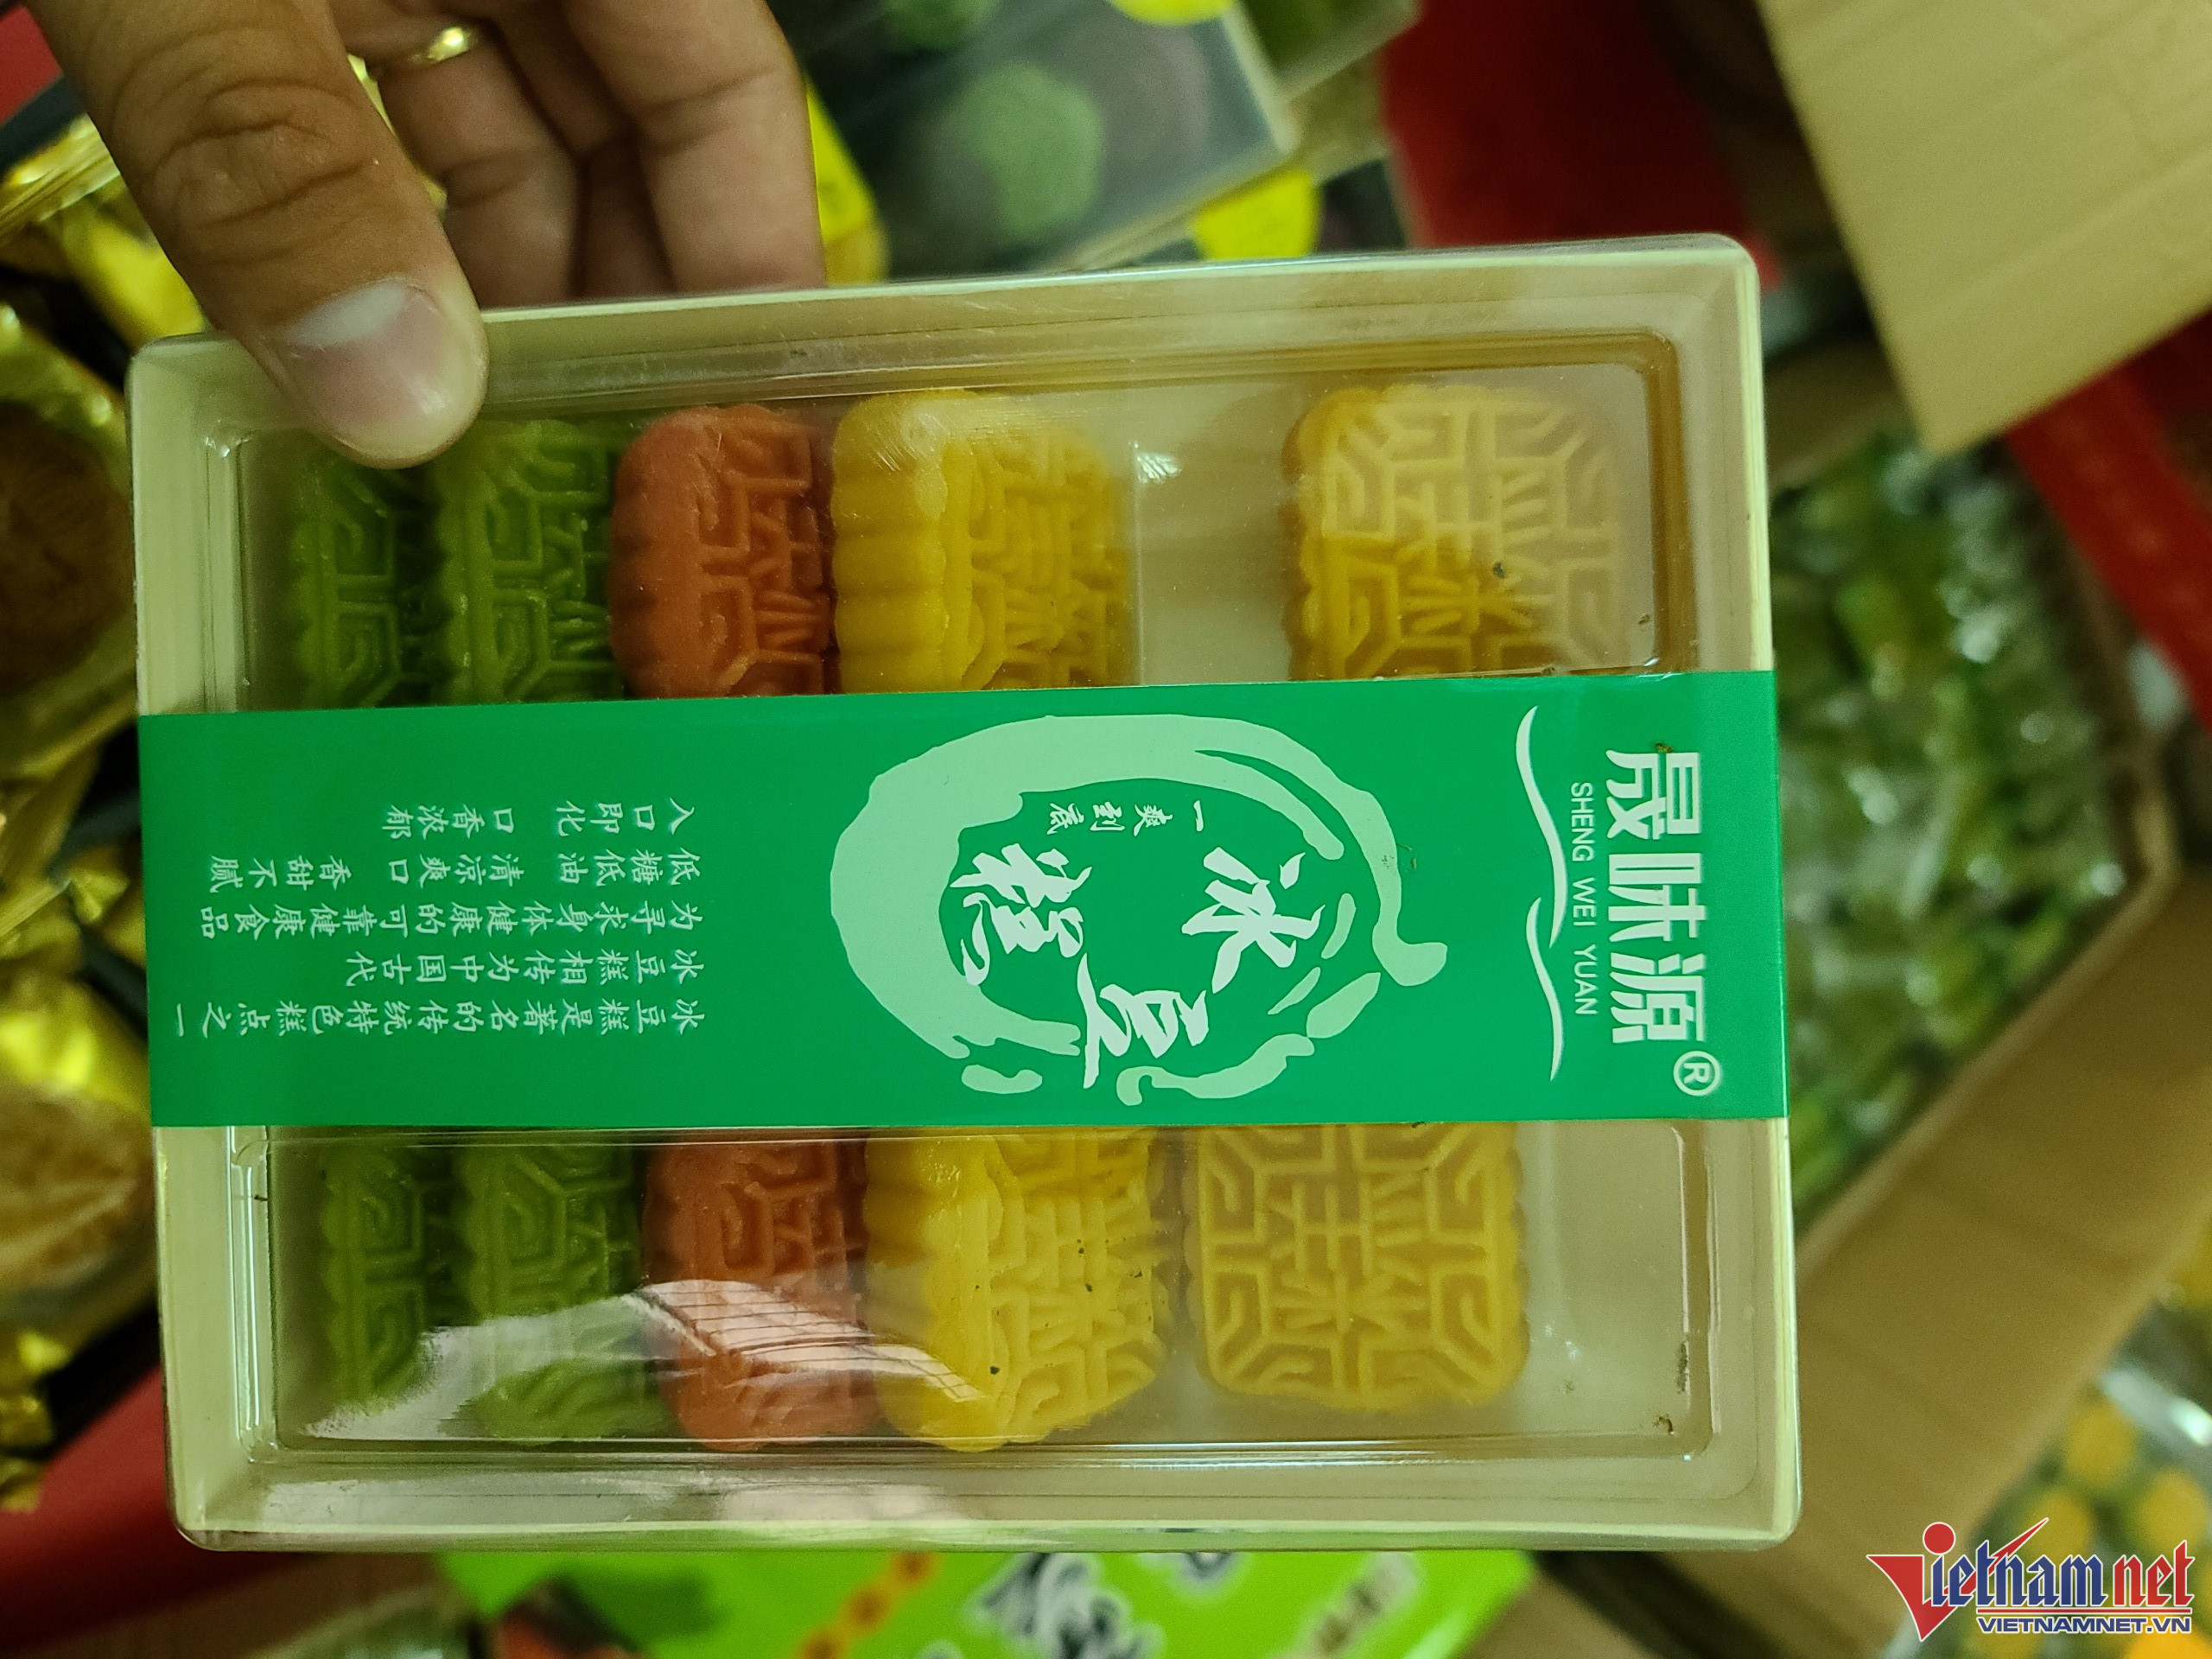 晟味源®
SHENG WEI YUAN
冰豆糕
一爽到底
冰豆糕是著名的传统特色糕点之一
冰豆糕相传为中国古代
为寻求身体健康的可靠健康食品
低糖低油 清凉爽口 香甜不腻
入口即化 口香浓郁
Vietnamnet
VIETNAMNET.VN